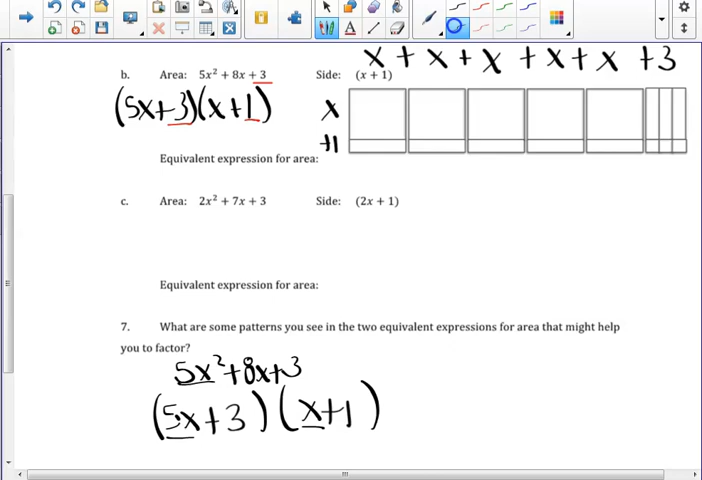 x + x + x + x + x + 3
b. Area: 5x² + 8x + 3 Side: (x + 1)
(5x+3)(x+1) x
+1
Equivalent expression for area:
c. Area: 2x² + 7x + 3 Side: (2x + 1)
Equivalent expression for area:
7. What are some patterns you see in the two equivalent expressions for area that might help
you to factor?
5x²+8x+3
(5x+3)(x+1)